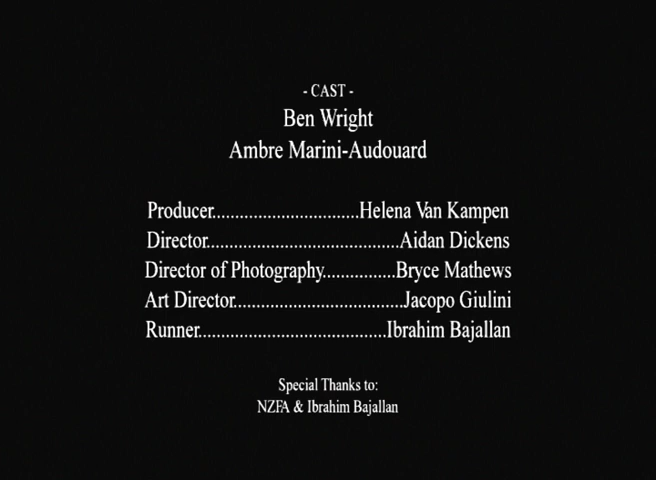 - CAST -
Ben Wright
Ambre Marini-Audouard
Producer.................................Helena Van Kampen
Director...........................................Aidan Dickens
Director of Photography................Bryce Mathews
Art Director......................................Jacopo Giulini
Runner..........................................Ibrahim Bajallan
Special Thanks to:
NZFA & Ibrahim Bajallan